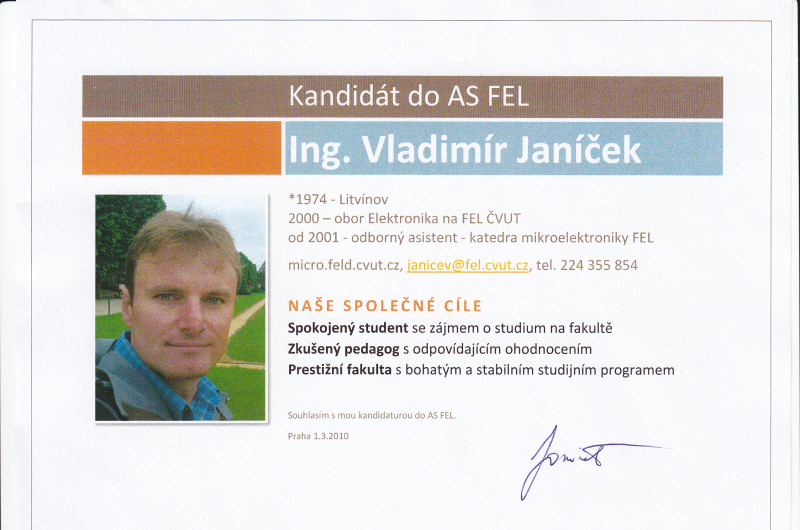 Kandidát do AS FEL
Ing. Vladimír Janíček
*1974 - Litvínov
2000 – obor Elektronika na FEL ČVUT
od 2001 - odborný asistent - katedra mikroelektroniky FEL
micro.feld.cvut.cz, janicev@fel.cvut.cz, tel. 224 355 854
NAŠE SPOLEČNÉ CÍLE
Spokojený student se zájmem o studium na fakultě
Zkušený pedagog s odpovídajícím ohodnocením
Prestižní fakulta s bohatým a stabilním studijním programem
Souhlasím s mou kandidaturou do AS FEL.
Praha 1.3.2010